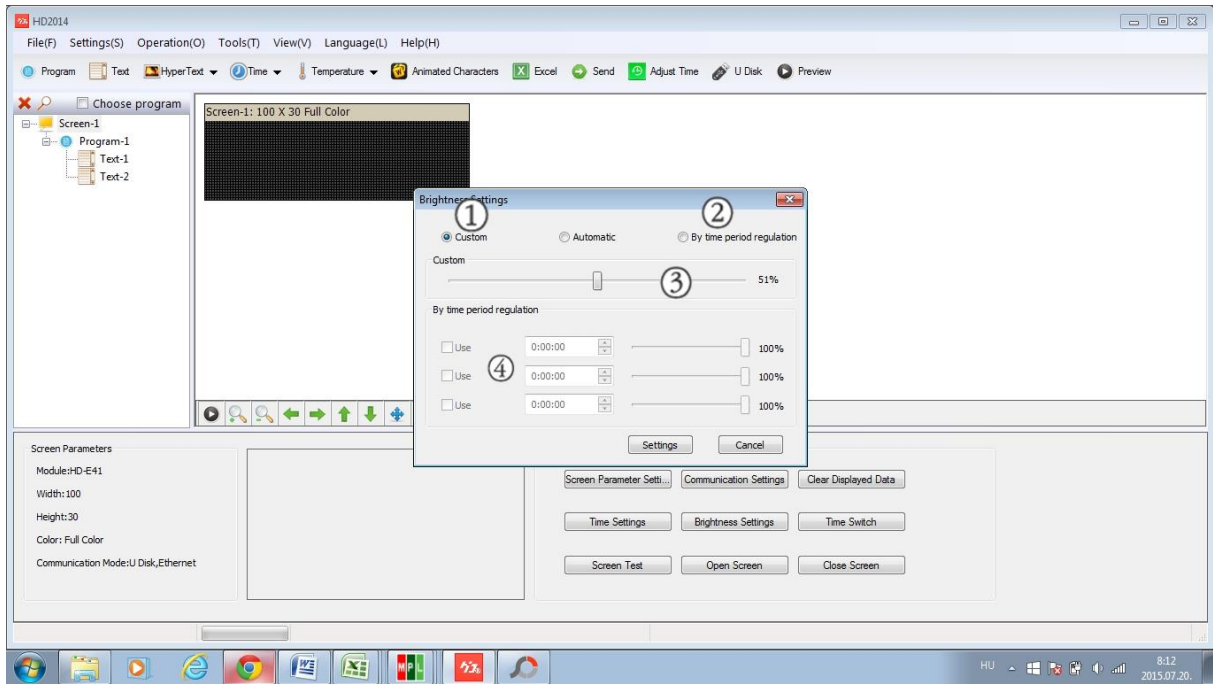 HD2014
File(F) Settings(S) Operation(O) Tools(T) View(V) Language(L) Help(H)
Program Text HyperText Time Temperature Animated Characters Excel Send Adjust Time U Disk Preview
Choose program
Screen-1
Program-1
Text-1
Text-2
Screen-1: 100 X 30 Full Color
Brightness Settings
① ②
Custom Automatic By time period regulation
Custom
③ 51%
By time period regulation
Use 0:00:00 100%
④
Use 0:00:00 100%
Use 0:00:00 100%
Settings Cancel
Screen Parameters
Module:HD-E41
Width:100
Height:30
Color: Full Color
Communication Mode:U Disk,Ethernet
Screen Parameter Setti... Communication Settings Clear Displayed Data
Time Settings Brightness Settings Time Switch
Screen Test Open Screen Close Screen
MPL
HU 8:12
2015.07.20.